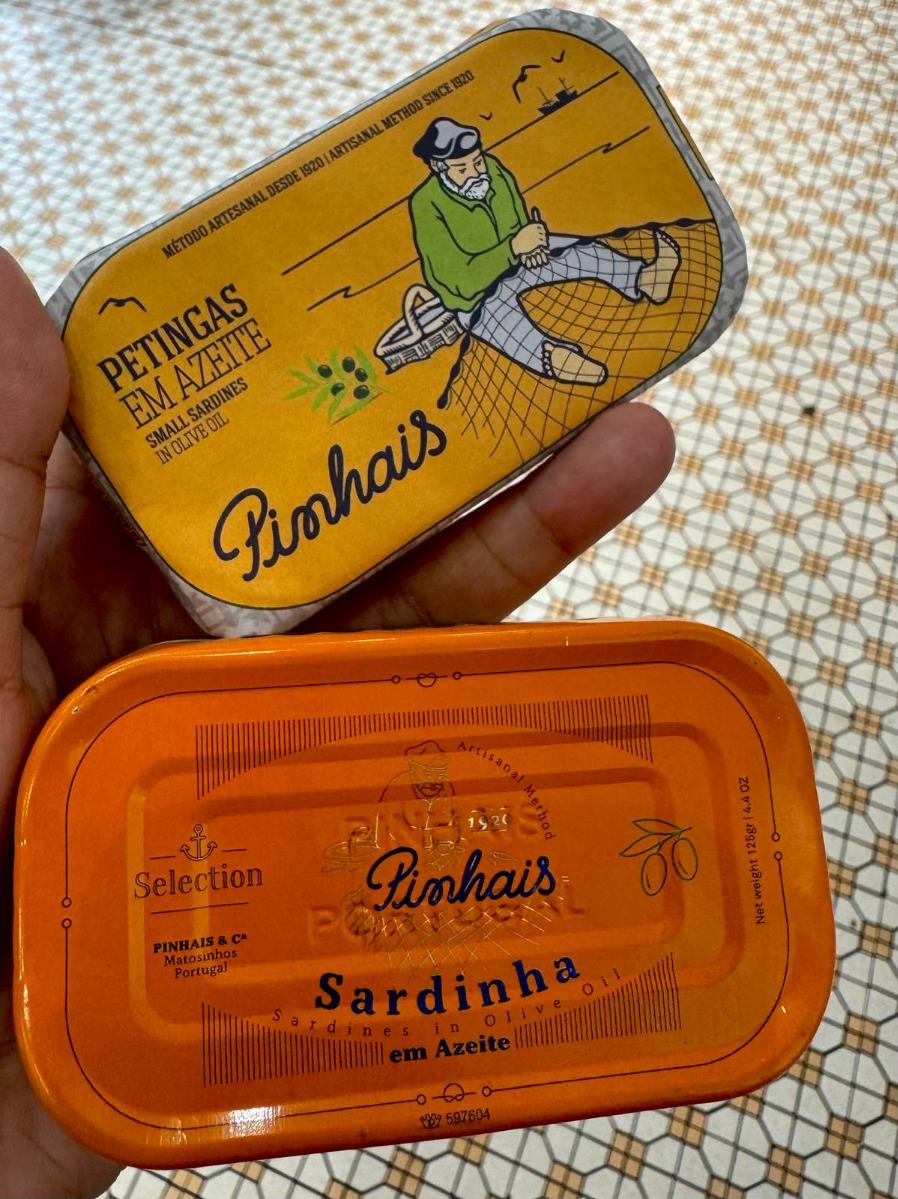 MÉTODO ARTESANAL DESDE 1920 | ARTISANAL METHOD SINCE 1920
PETINGAS
EM AZEITE
SMALL SARDINES
IN OLIVE OIL
Pinhais
Artisanal Method
PINHAIS
1920
Selection
Pinhais
PORTUGAL
PINHAIS & Cª
Matosinhos
Portugal
Net weight 125gr | 4.4 OZ
Sardinha
Sardines in Olive Oil
em Azeite
597604